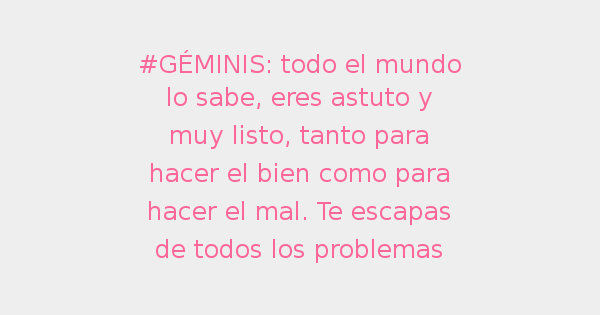 #GÉMINIS: todo el mundo
lo sabe, eres astuto y
muy listo, tanto para
hacer el bien como para
hacer el mal. Te escapas
de todos los problemas